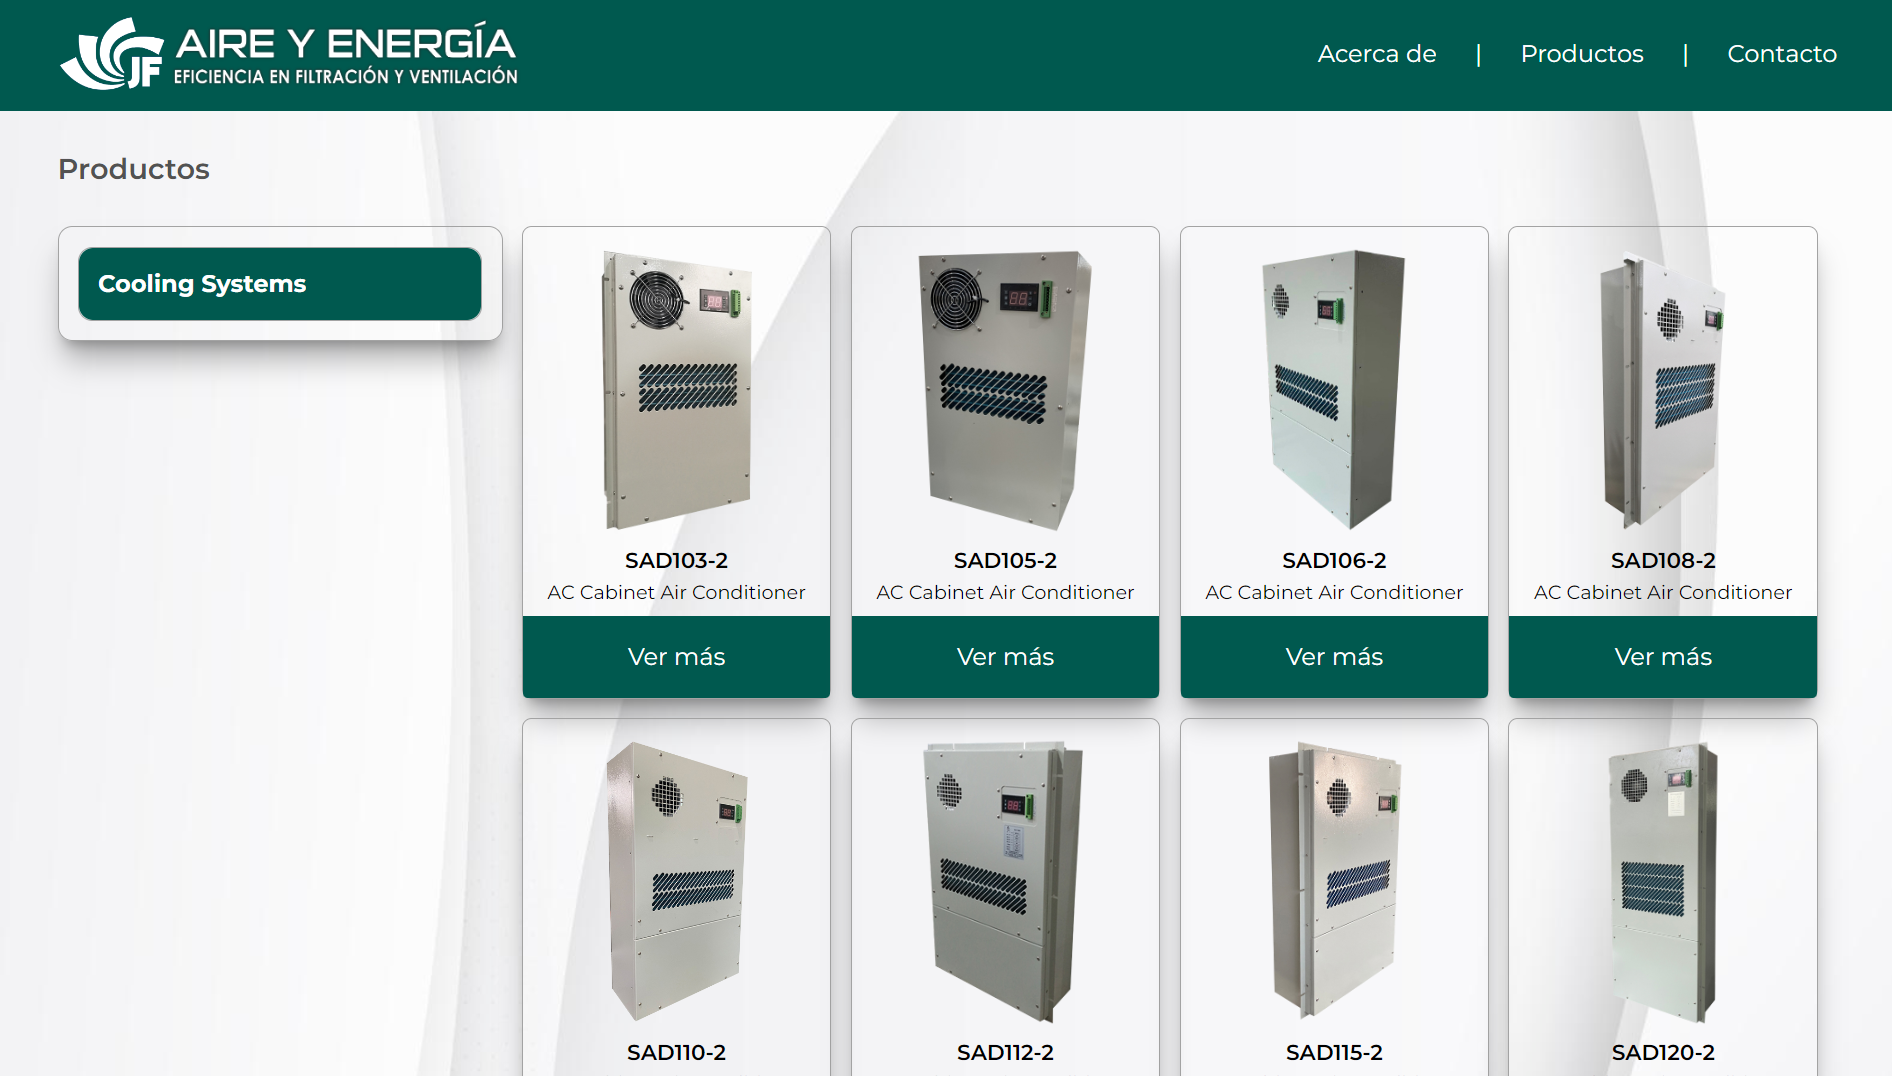 JF
AIRE Y ENERGÍA
EFICIENCIA EN FILTRACIÓN Y VENTILACIÓN
Acerca de | Productos | Contacto
Productos
Cooling Systems
SAD103-2
AC Cabinet Air Conditioner
Ver más
SAD105-2
AC Cabinet Air Conditioner
Ver más
SAD106-2
AC Cabinet Air Conditioner
Ver más
SAD108-2
AC Cabinet Air Conditioner
Ver más
SAD110-2
SAD112-2
SAD115-2
SAD120-2